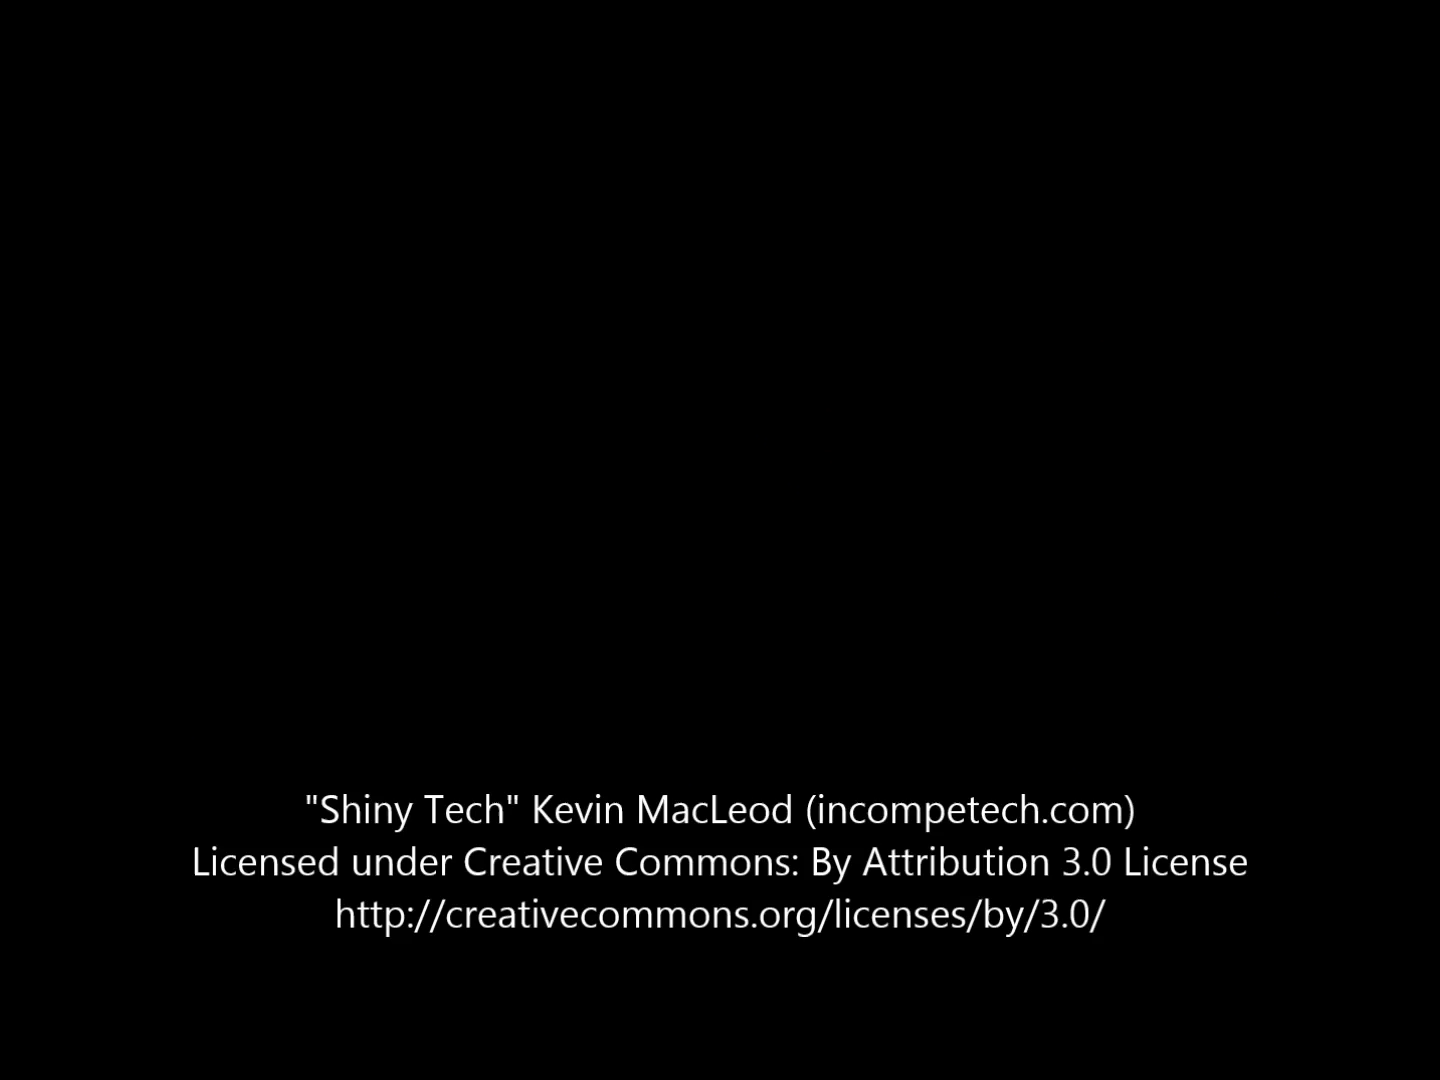 "Shiny Tech" Kevin MacLeod (incompetech.com)
Licensed under Creative Commons: By Attribution 3.0 License
http://creativecommons.org/licenses/by/3.0/